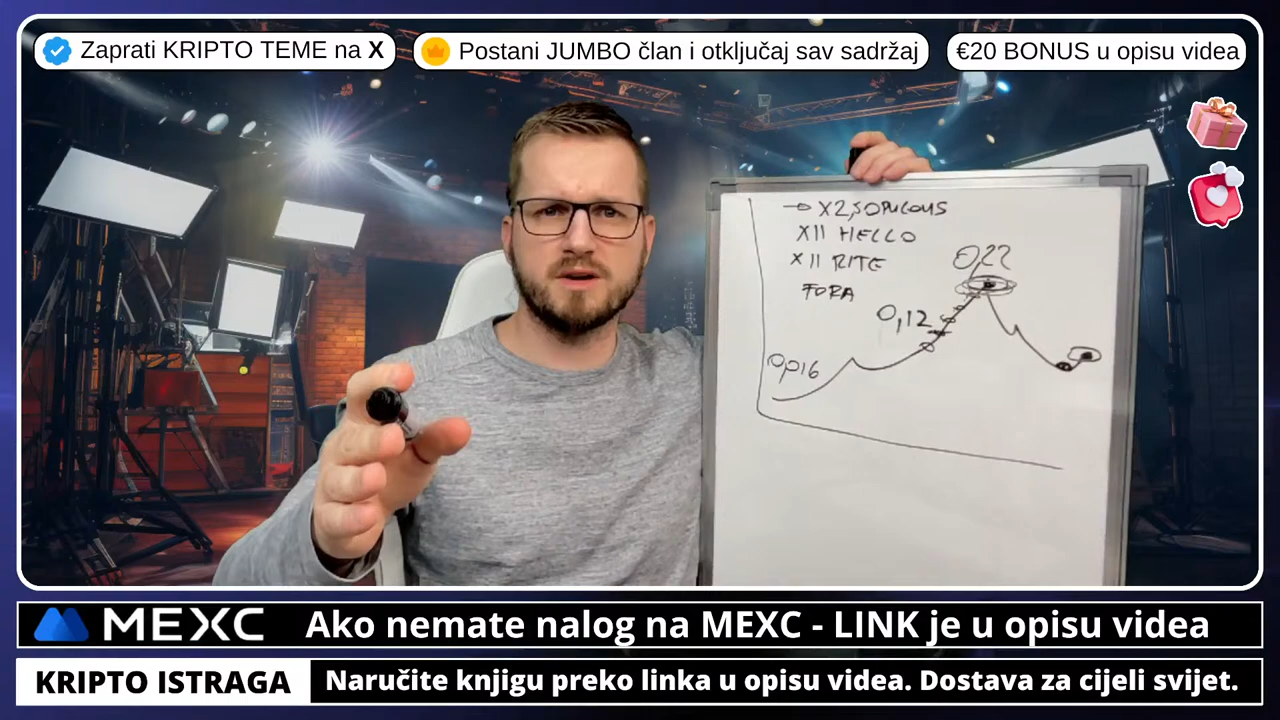 Zaprati KRIPTO TEME na X
Postani JUMBO član i otključaj sav sadržaj
€20 BONUS u opisu videa
X11 HELLO
X11 RITE
FORA
0,22
0,12
0,016
MEXC
Ako nemate nalog na MEXC - LINK je u opisu videa
KRIPTO ISTRAGA
Naručite knjigu preko linka u opisu videa. Dostava za cijeli svijet.